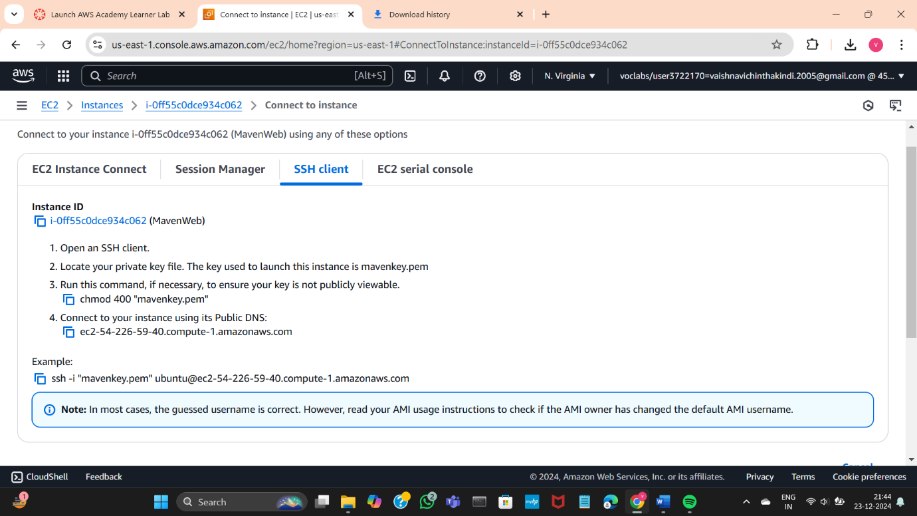 Launch AWS Academy Learner Lab
Connect to instance | EC2 | us-east
Download history
us-east-1.console.aws.amazon.com/ec2/home?region=us-east-1#ConnectToInstance:instanceId=i-0ff55c0dce934c062
V
aws
Search
[Alt+S]
N. Virginia
voclabs/user3722170=vaishnavichinthakindi.2005@gmail.com @ 45...
EC2
Instances
i-0ff55c0dce934c062
Connect to instance
Connect to your instance i-0ff55c0dce934c062 (MavenWeb) using any of these options
EC2 Instance Connect
Session Manager
SSH client
EC2 serial console
Instance ID
i-0ff55c0dce934c062 (MavenWeb)
1. Open an SSH client.
2. Locate your private key file. The key used to launch this instance is mavenkey.pem
3. Run this command, if necessary, to ensure your key is not publicly viewable.
chmod 400 "mavenkey.pem"
4. Connect to your instance using its Public DNS:
ec2-54-226-59-40.compute-1.amazonaws.com
Example:
ssh -i "mavenkey.pem" ubuntu@ec2-54-226-59-40.compute-1.amazonaws.com
Note: In most cases, the guessed username is correct. However, read your AMI usage instructions to check if the AMI owner has changed the default AMI username.
CloudShell
Feedback
© 2024, Amazon Web Services, Inc. or its affiliates.
Privacy
Terms
Cookie preferences
1
Search
2
ENG
IN
21:44
23-12-2024